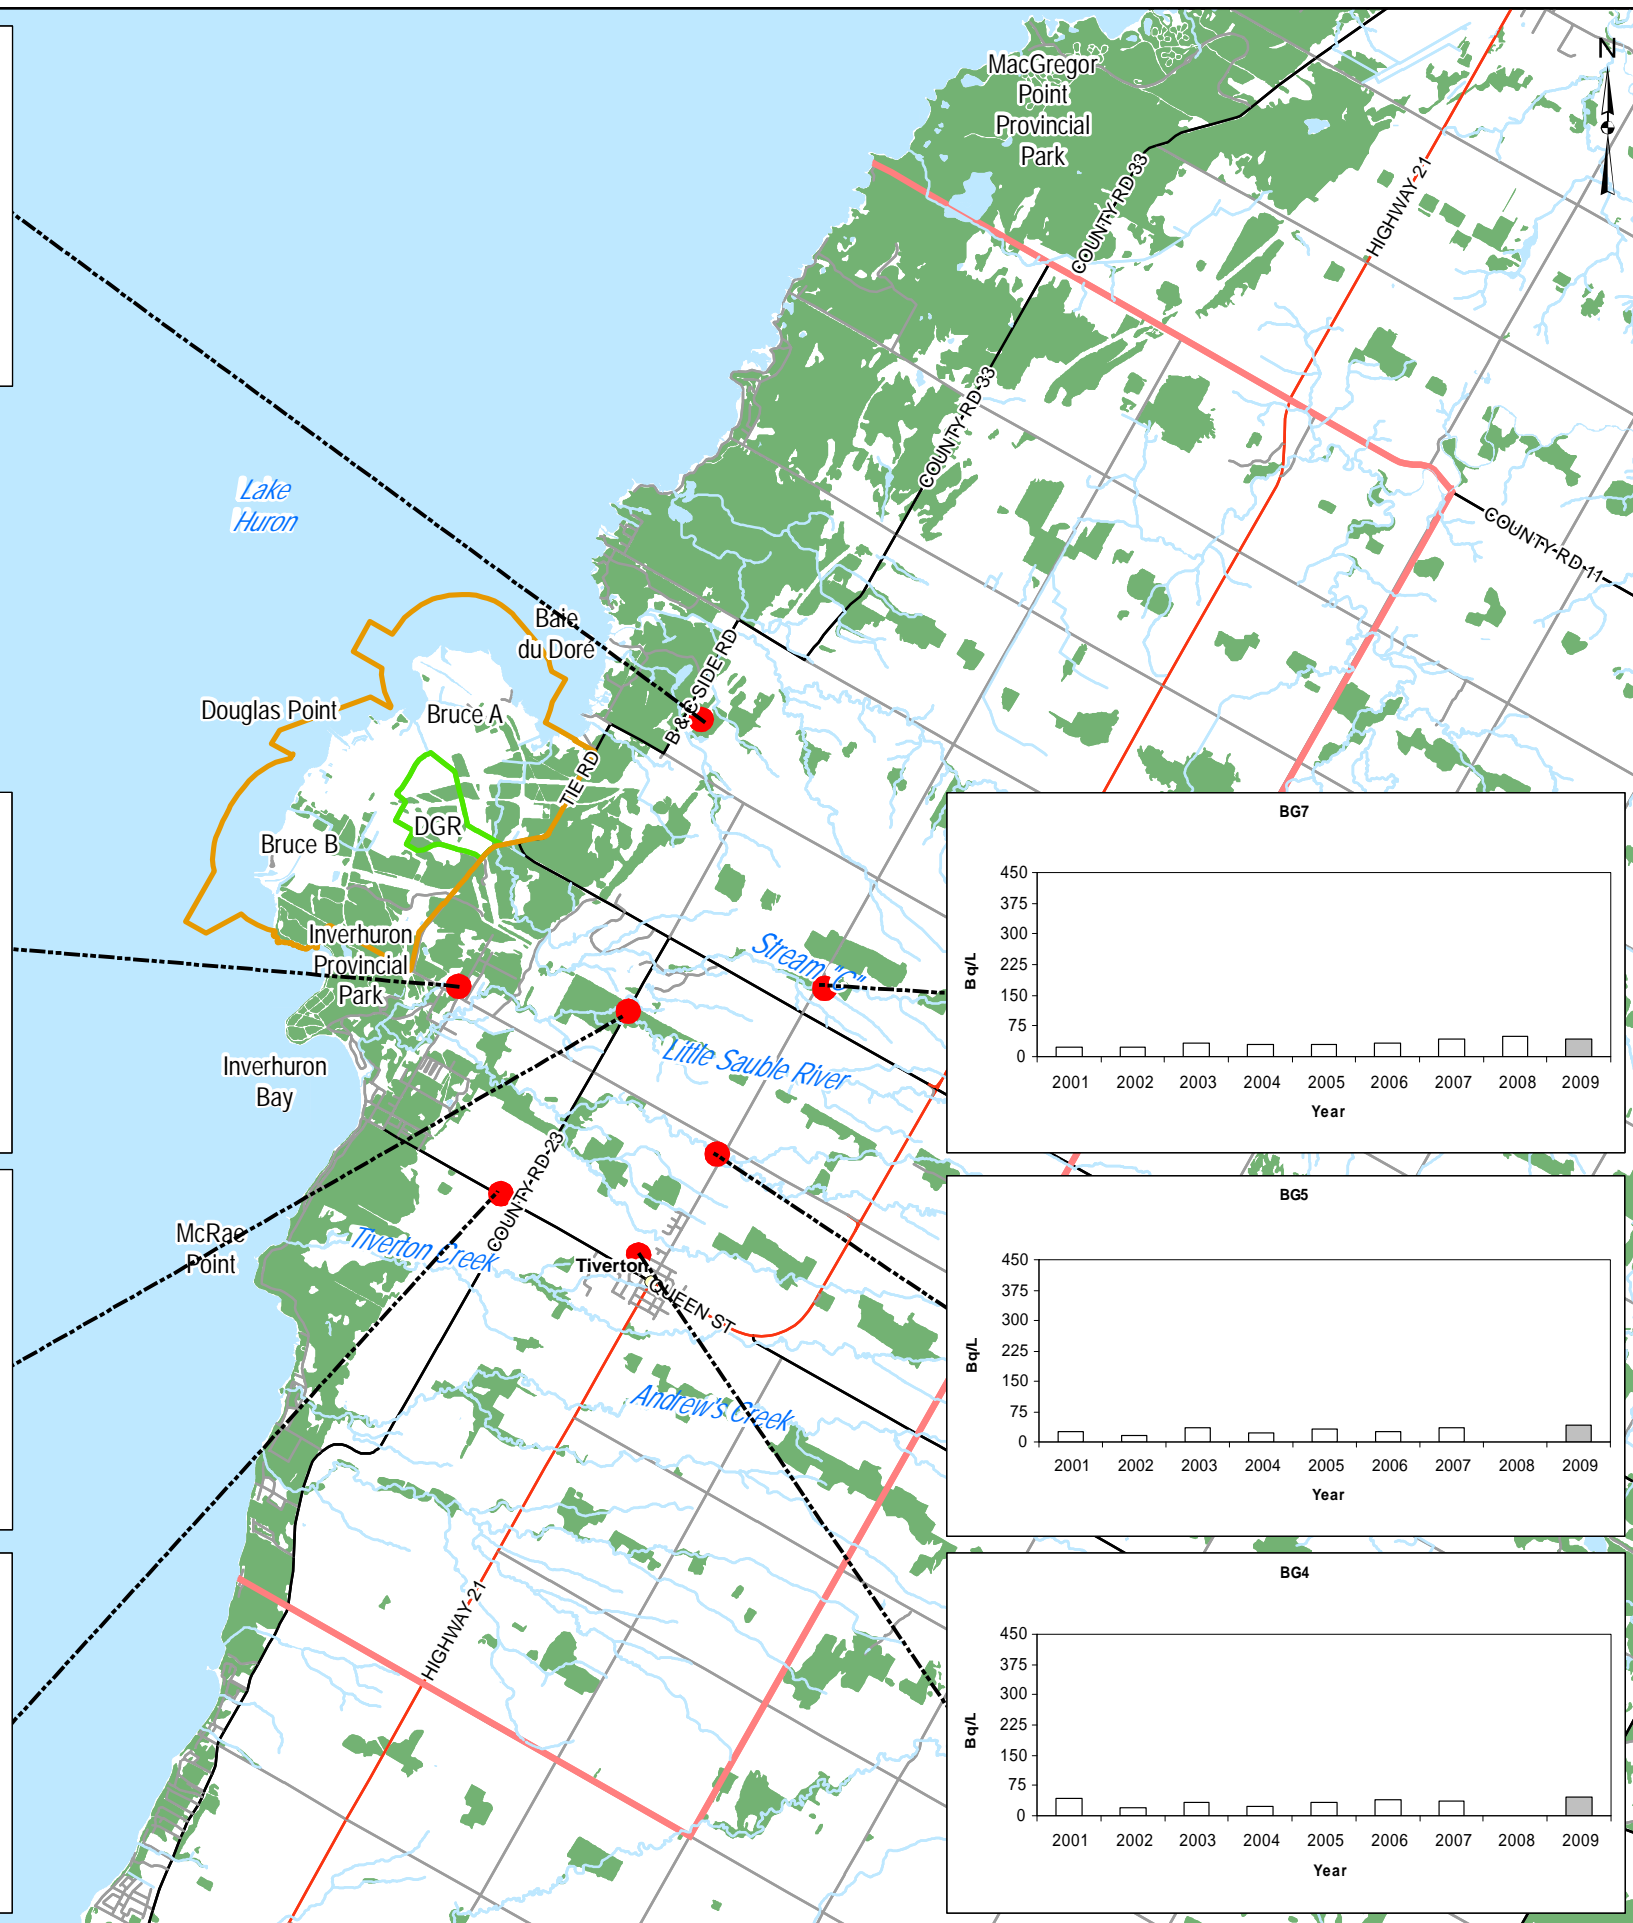 N
MacGregor
Point
Provincial
Park
COUNTY-RD-33
HIGHWAY-21
COUNTY-RD-33
Lake
Huron
COUNTY-RD-11
Baie
du Doré
B & C SIDE RD
Douglas Point
Bruce A
TIE RD
DGR
Bruce B
Inverhuron
Provincial
Park
Stream "C"
Little Sauble River
Inverhuron
Bay
COUNTY-RD-23
McRae
Point
Tiverton Creek
Tiverton
QUEEN-ST
Andrew's Creek
HIGHWAY-21
BG7
450
375
300
225
150
75
0
Bq/L
2001 2002 2003 2004 2005 2006 2007 2008 2009
Year
BG5
450
375
300
225
150
75
0
Bq/L
2001 2002 2003 2004 2005 2006 2007 2008 2009
Year
BG4
450
375
300
225
150
75
0
Bq/L
2001 2002 2003 2004 2005 2006 2007 2008 2009
Year